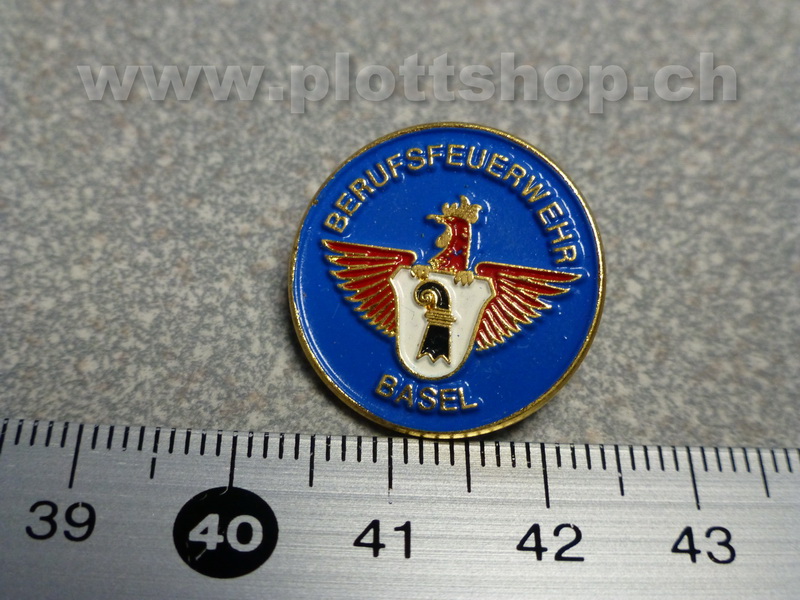 www.plottshop.ch
BERUFSFEUERWEHR
BASEL
39 40 41 42 43